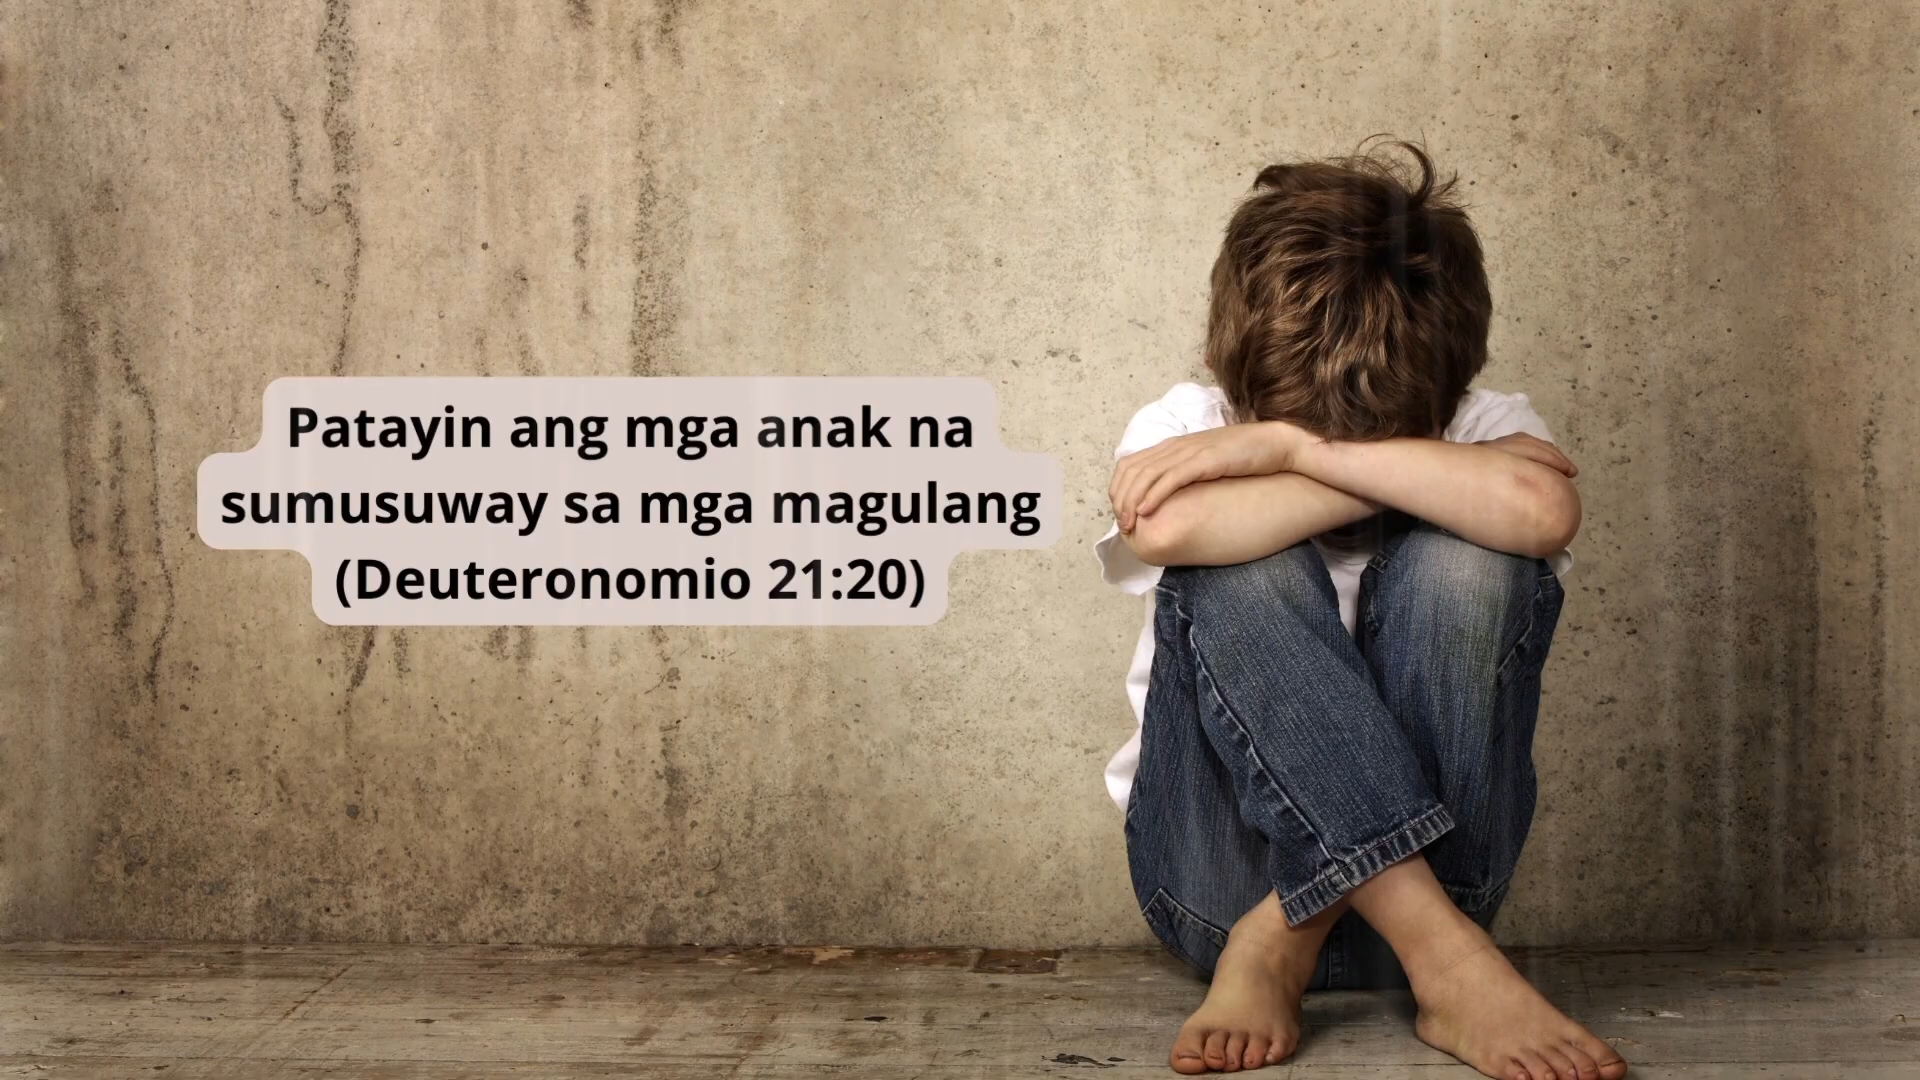 Patayin ang mga anak na
sumusuway sa mga magulang
(Deuteronomio 21:20)